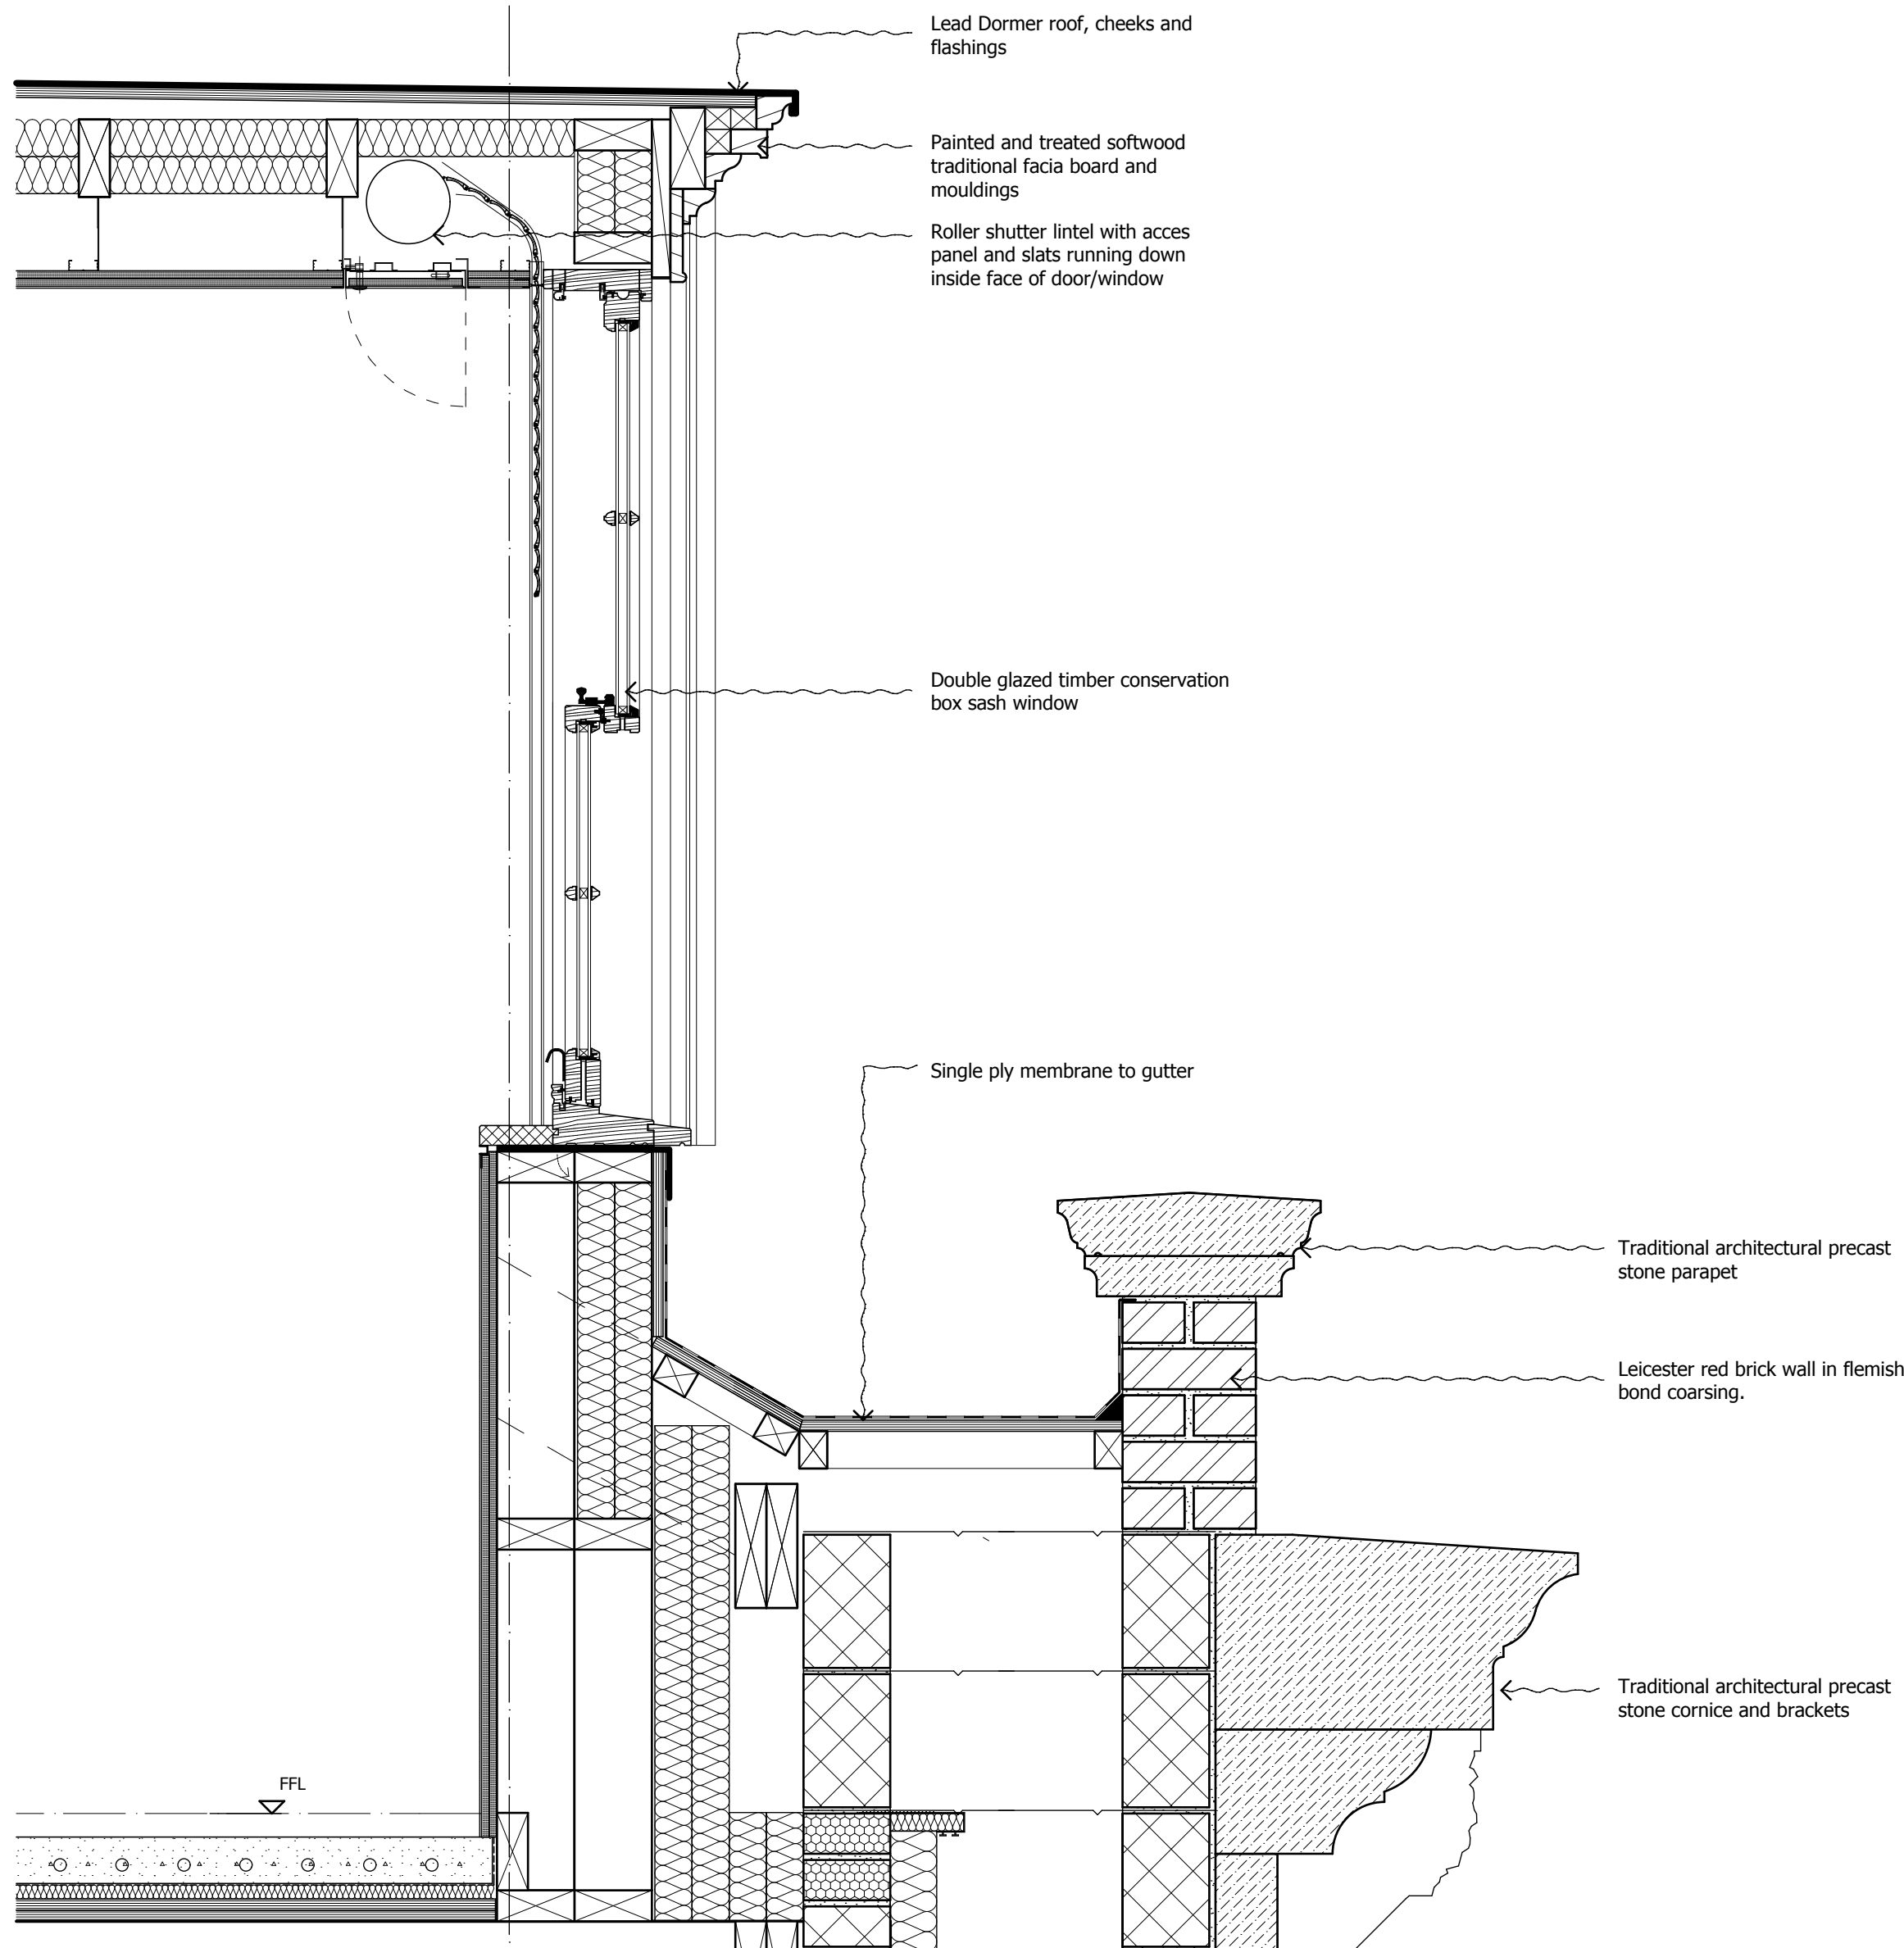 Lead Dormer roof, cheeks and
flashings
Painted and treated softwood
traditional facia board and
mouldings
Roller shutter lintel with acces
panel and slats running down
inside face of door/window
Double glazed timber conservation
box sash window
Single ply membrane to gutter
Traditional architectural precast
stone parapet
Leicester red brick wall in flemish
bond coarsing.
Traditional architectural precast
stone cornice and brackets
FFL